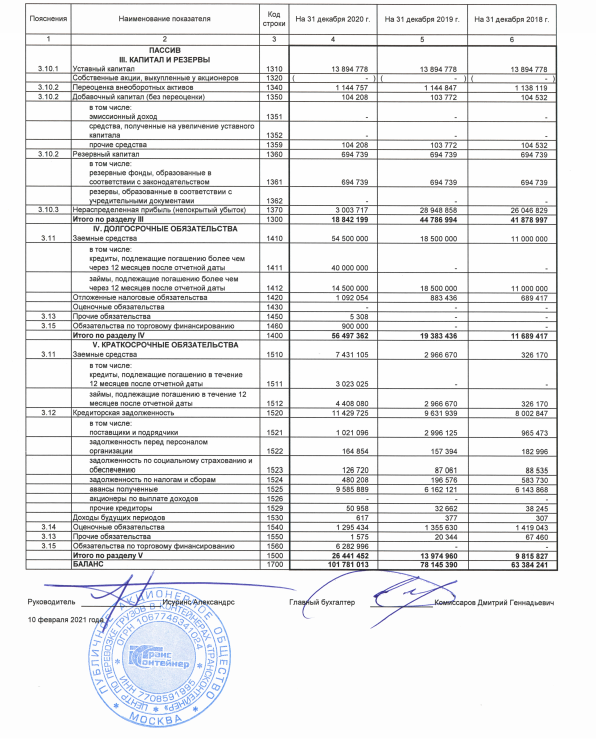 Пояснения Наименование показателя Код строки На 31 декабря 2020 г. На 31 декабря 2019 г. На 31 декабря 2018 г.
1 2 3 4 5 6
ПАССИВ
III. КАПИТАЛ И РЕЗЕРВЫ
3.10.1 Уставный капитал 1310 13 894 778 13 894 778 13 894 778
Собственные акции, выкупленные у акционеров 1320 ( - ) ( - ) ( - )
3.10.2 Переоценка внеоборотных активов 1340 1 144 757 1 144 847 1 138 119
3.10.2 Добавочный капитал (без переоценки) 1350 104 208 103 772 104 532
в том числе:
эмиссионный доход 1351 - - -
средства, полученные на увеличение уставного
капитала 1352 - - -
прочие средства 1359 104 208 103 772 104 532
3.10.2 Резервный капитал 1360 694 739 694 739 694 739
в том числе:
резервные фонды, образованные в
соответствии с законодательством 1361 694 739 694 739 694 739
резервы, образованные в соответствии с
учредительными документами 1362 - - -
3.10.3 Нераспределенная прибыль (непокрытый убыток) 1370 3 003 717 28 948 858 26 046 829
Итого по разделу III 1300 18 842 199 44 786 994 41 878 997
IV. ДОЛГОСРОЧНЫЕ ОБЯЗАТЕЛЬСТВА
3.11 Заемные средства 1410 54 500 000 18 500 000 11 000 000
в том числе:
кредиты, подлежащие погашению более чем
через 12 месяцев после отчетной даты 1411 40 000 000 - -
займы, подлежащие погашению более чем
через 12 месяцев после отчетной даты 1412 14 500 000 18 500 000 11 000 000
Отложенные налоговые обязательства 1420 1 092 054 883 436 689 417
Оценочные обязательства 1430 - - -
3.13 Прочие обязательства 1450 5 308 - -
3.15 Обязательства по торговому финансированию 1460 900 000 - -
Итого по разделу IV 1400 56 497 362 19 383 436 11 689 417
V. КРАТКОСРОЧНЫЕ ОБЯЗАТЕЛЬСТВА
3.11 Заемные средства 1510 7 431 105 2 966 670 326 170
в том числе:
кредиты, подлежащие погашению в течение
12 месяцев после отчетной даты 1511 3 023 025 - -
займы, подлежащие погашению в течение 12
месяцев после отчетной даты 1512 4 408 080 2 966 670 326 170
3.12 Кредиторская задолженность 1520 11 429 725 9 631 939 8 002 847
в том числе:
поставщики и подрядчики 1521 1 021 096 2 996 125 965 473
задолженность перед персоналом
организации 1522 164 854 157 394 182 996
задолженность по социальному страхованию и
обеспечению 1523 126 720 87 061 88 535
задолженность по налогам и сборам 1524 480 208 196 576 583 730
авансы полученные 1525 9 585 889 6 162 121 6 143 868
акционеры по выплате доходов 1526 - - -
прочие кредиторы 1529 50 958 32 662 38 245
Доходы будущих периодов 1530 617 377 307
3.14 Оценочные обязательства 1540 1 295 434 1 355 630 1 419 043
3.13 Прочие обязательства 1550 1 575 20 344 67 460
3.15 Обязательства по торговому финансированию 1560 6 282 996 - -
Итого по разделу V 1500 26 441 452 13 974 960 9 815 827
БАЛАНС 1700 101 781 013 78 145 390 63 384 241
Руководитель Исуринс Александрс Главный бухгалтер Комиссаров Дмитрий Геннадьевич
10 февраля 2021 года
ПУБЛИЧНОЕ АКЦИОНЕРНОЕ ОБЩЕСТВО
ЦЕНТР ПО ПЕРЕВОЗКЕ ГРУЗОВ В КОНТЕЙНЕРАХ «ТРАНСКОНТЕЙНЕР»
ОГРН 1067746341024
Транс
Контейнер
ИНН 7708591995
* МОСКВА *